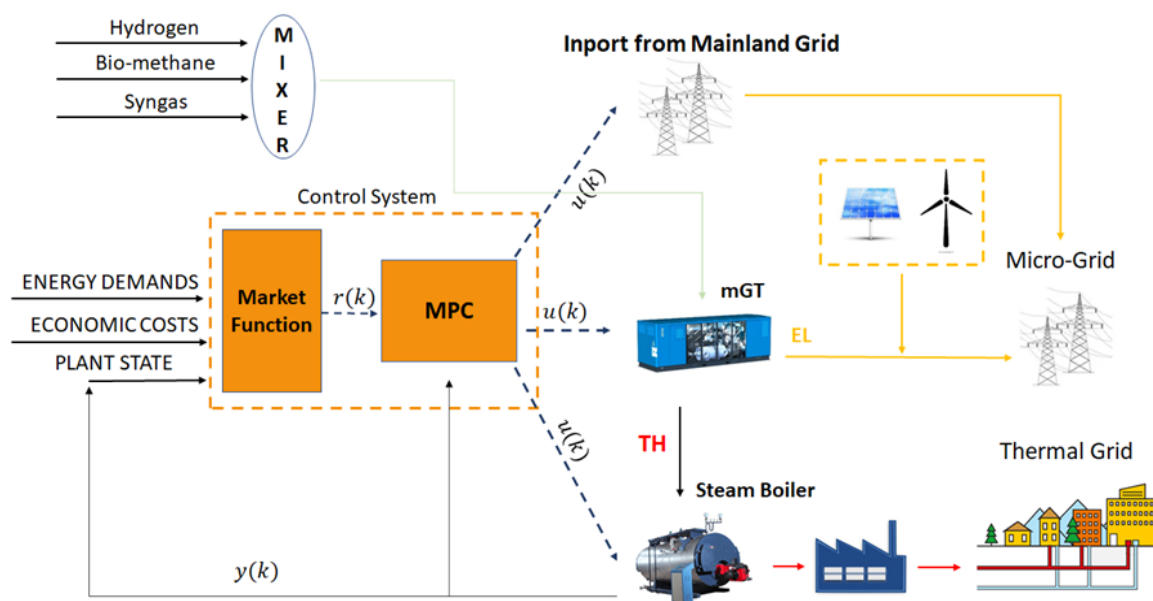 Hydrogen
Bio-methane
Syngas
M
I
X
E
R
Inport from Mainland Grid
Control System
u(k)
ENERGY DEMANDS
ECONOMIC COSTS
PLANT STATE
Market
Function
r(k)
MPC
u(k)
mGT
EL
Micro-Grid
u(k)
TH
Steam Boiler
Thermal Grid
y(k)